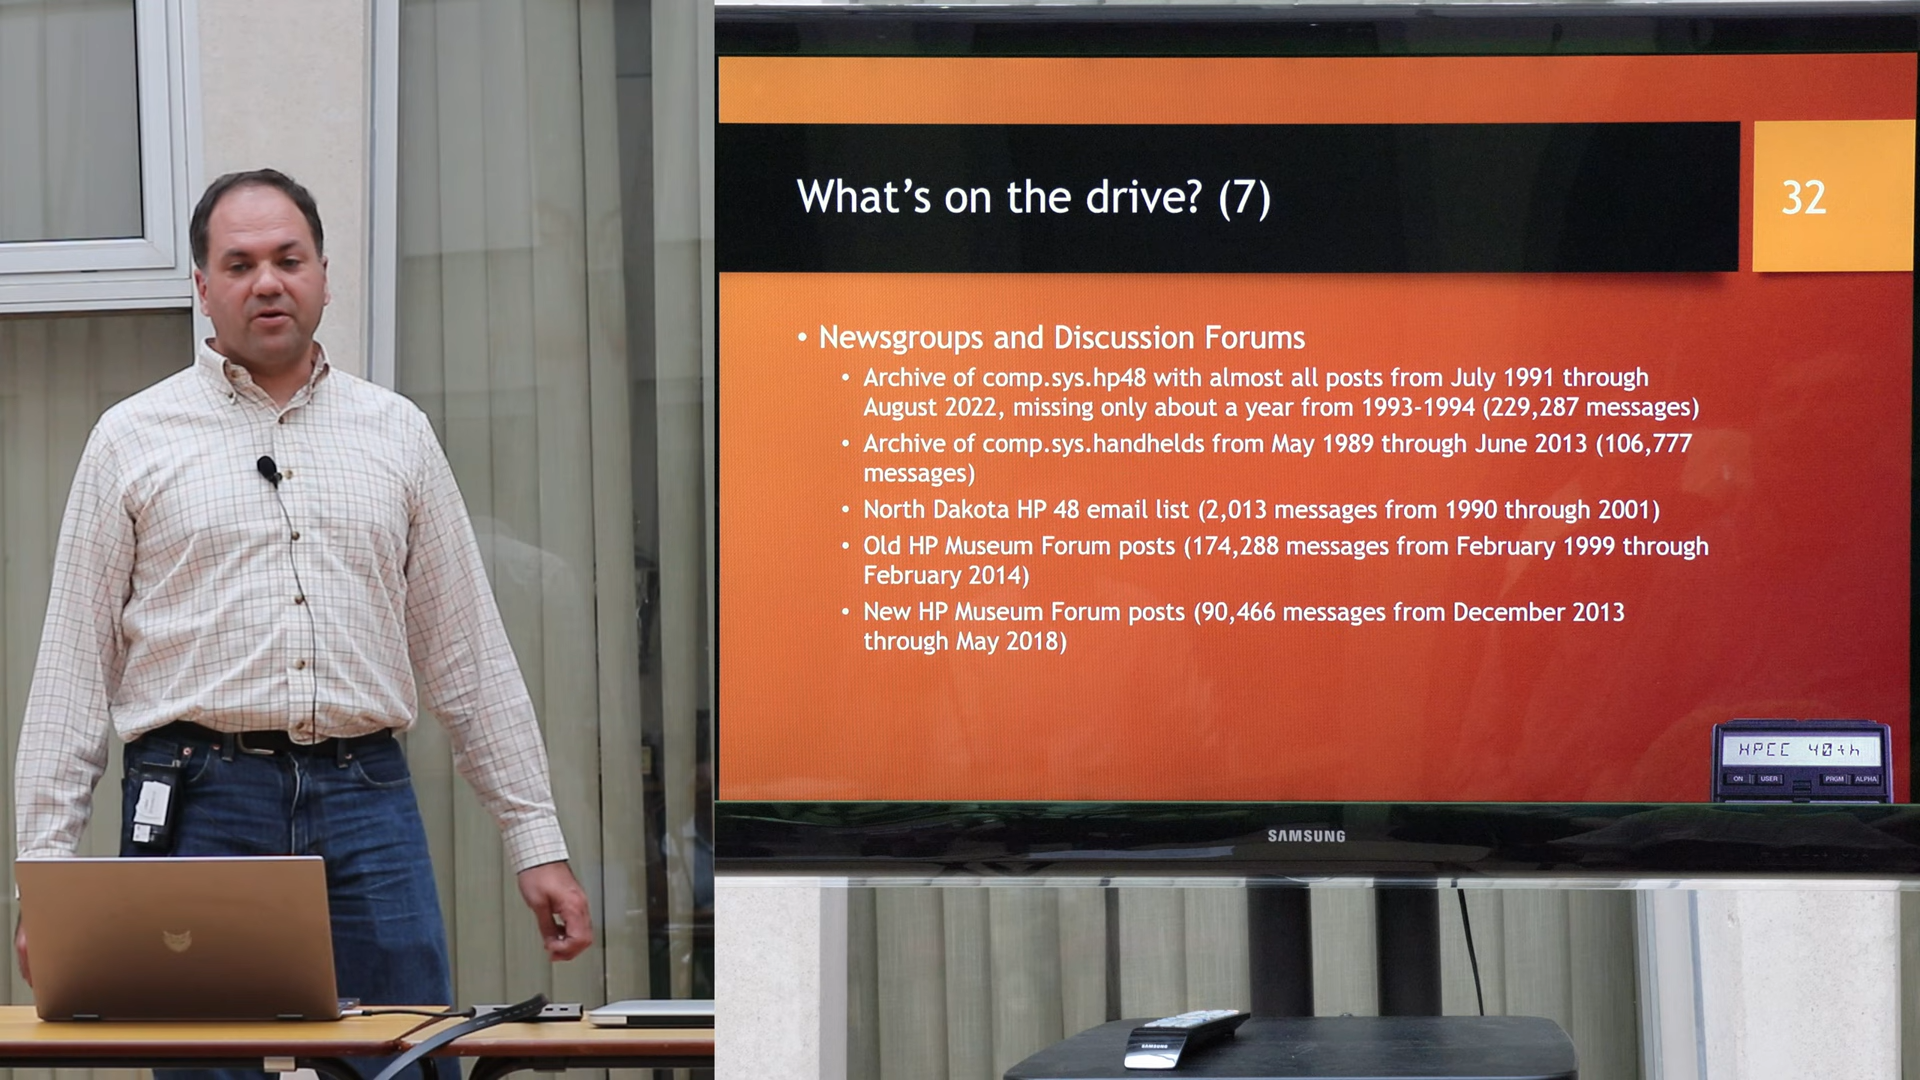 What's on the drive? (7)
32
• Newsgroups and Discussion Forums
• Archive of comp.sys.hp48 with almost all posts from July 1991 through
August 2022, missing only about a year from 1993-1994 (229,287 messages)
• Archive of comp.sys.handhelds from May 1989 through June 2013 (106,777
messages)
• North Dakota HP 48 email list (2,013 messages from 1990 through 2001)
• Old HP Museum Forum posts (174,288 messages from February 1999 through
February 2014)
• New HP Museum Forum posts (90,466 messages from December 2013
through May 2018)
HPCC 40th
ON USER PRGM ALPHA
SAMSUNG
SAMSUNG